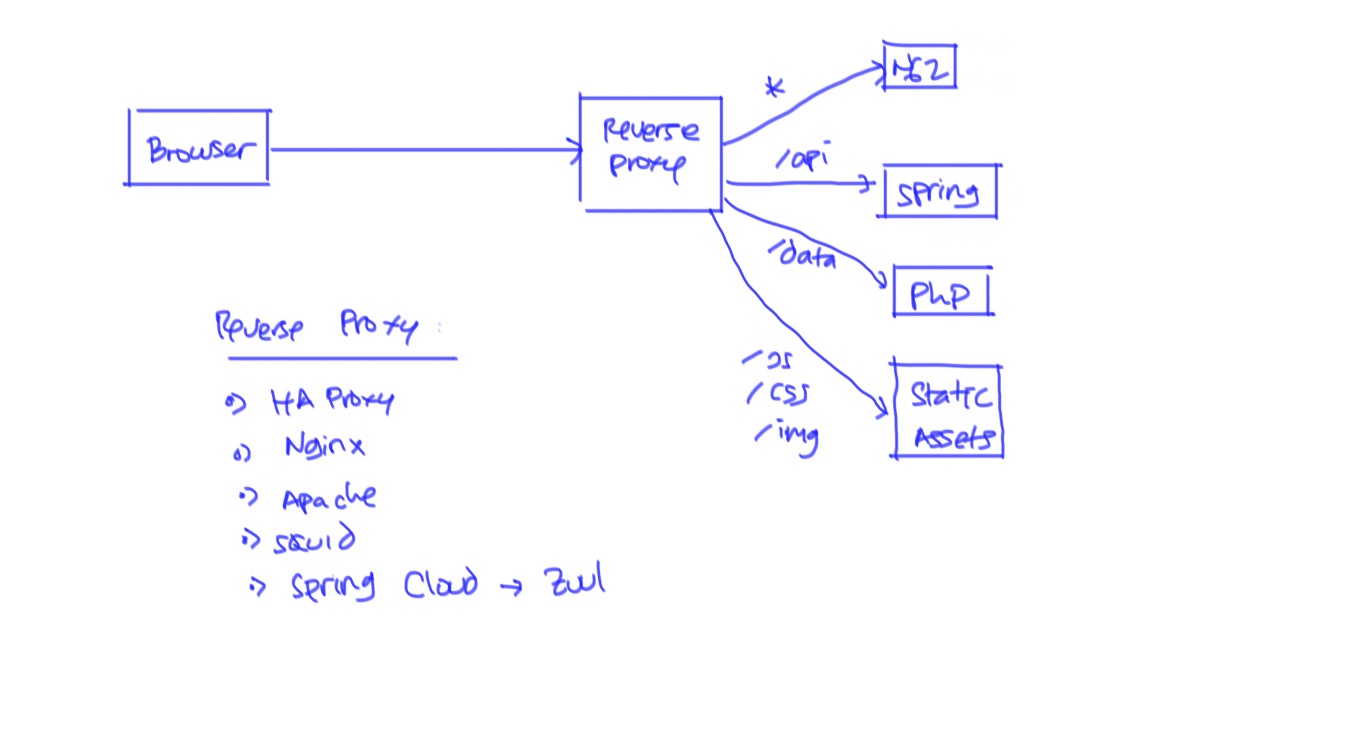 Browser
Reverse
Proxy
*
NG2
/api
Spring
/data
PHP
/JS
/CSS
/img
Static
Assets
Reverse Proxy :
HA Proxy
Nginx
Apache
Squid
Spring Cloud → Zuul